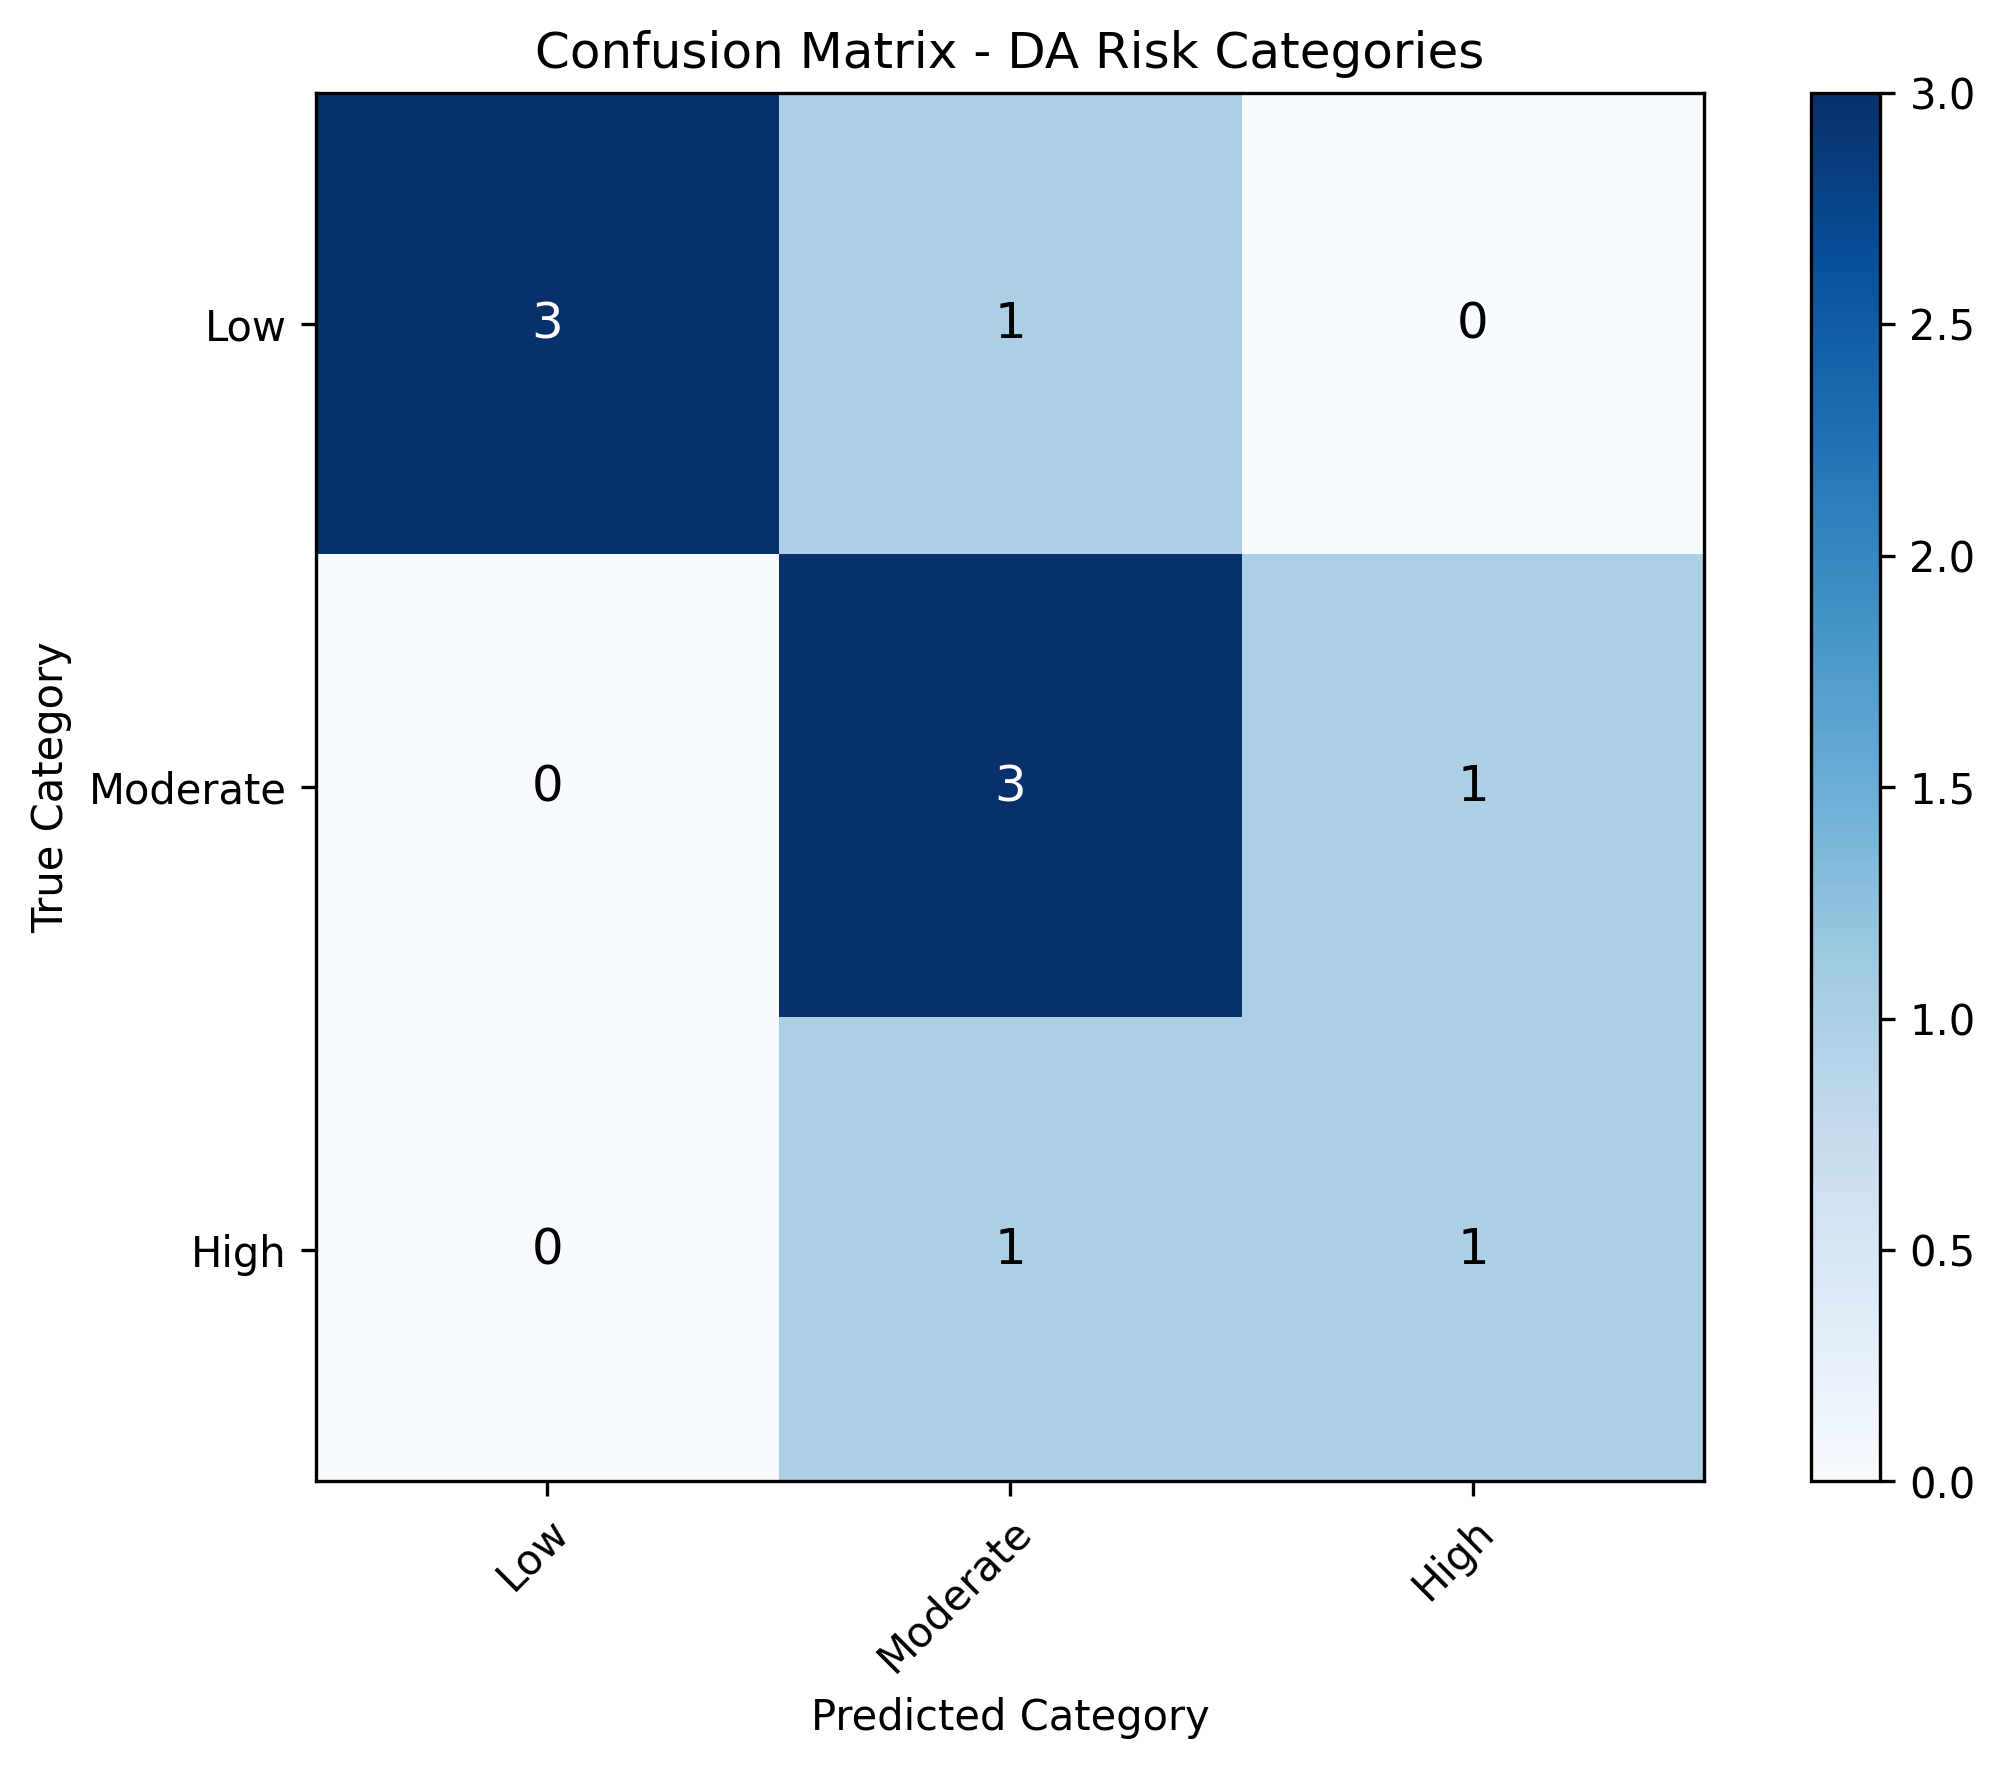 Confusion Matrix - DA Risk Categories
3.0
Low 3 1 0
2.5
2.0
True Category
Moderate 0 3 1
1.5
1.0
High 0 1 1
0.5
0.0
Low Moderate High
Predicted Category